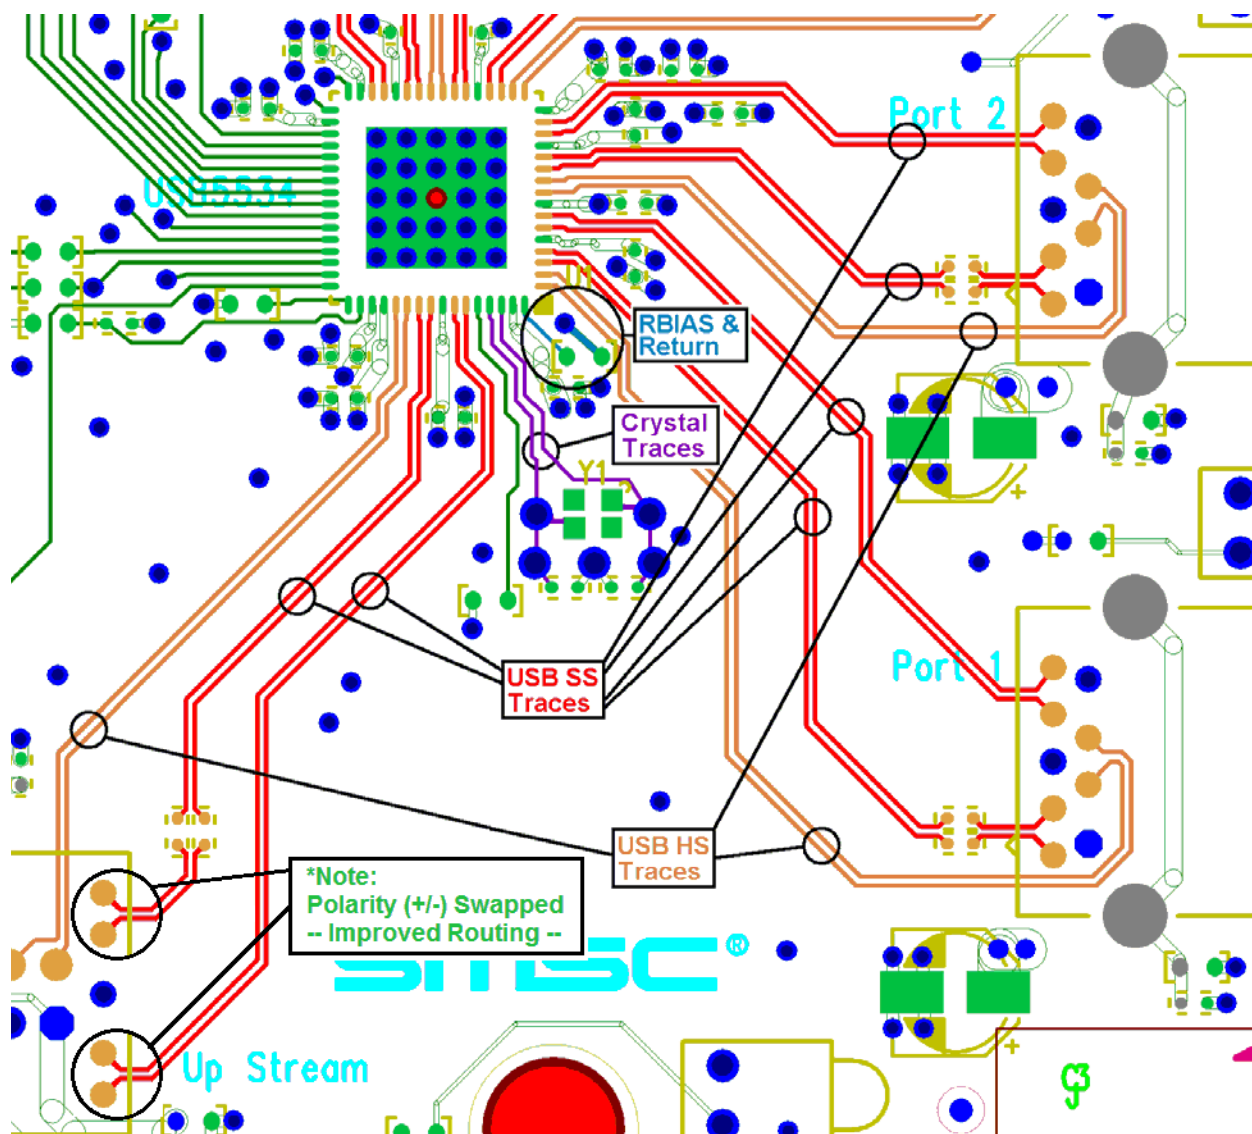 Port 2
USB5534
U1
RBIAS &
Return
Crystal
Traces
Y1
+
Port 1
USB SS
Traces
USB HS
Traces
*Note:
Polarity (+/-) Swapped
-- Improved Routing --
smsc®
Up Stream
+
C3
J